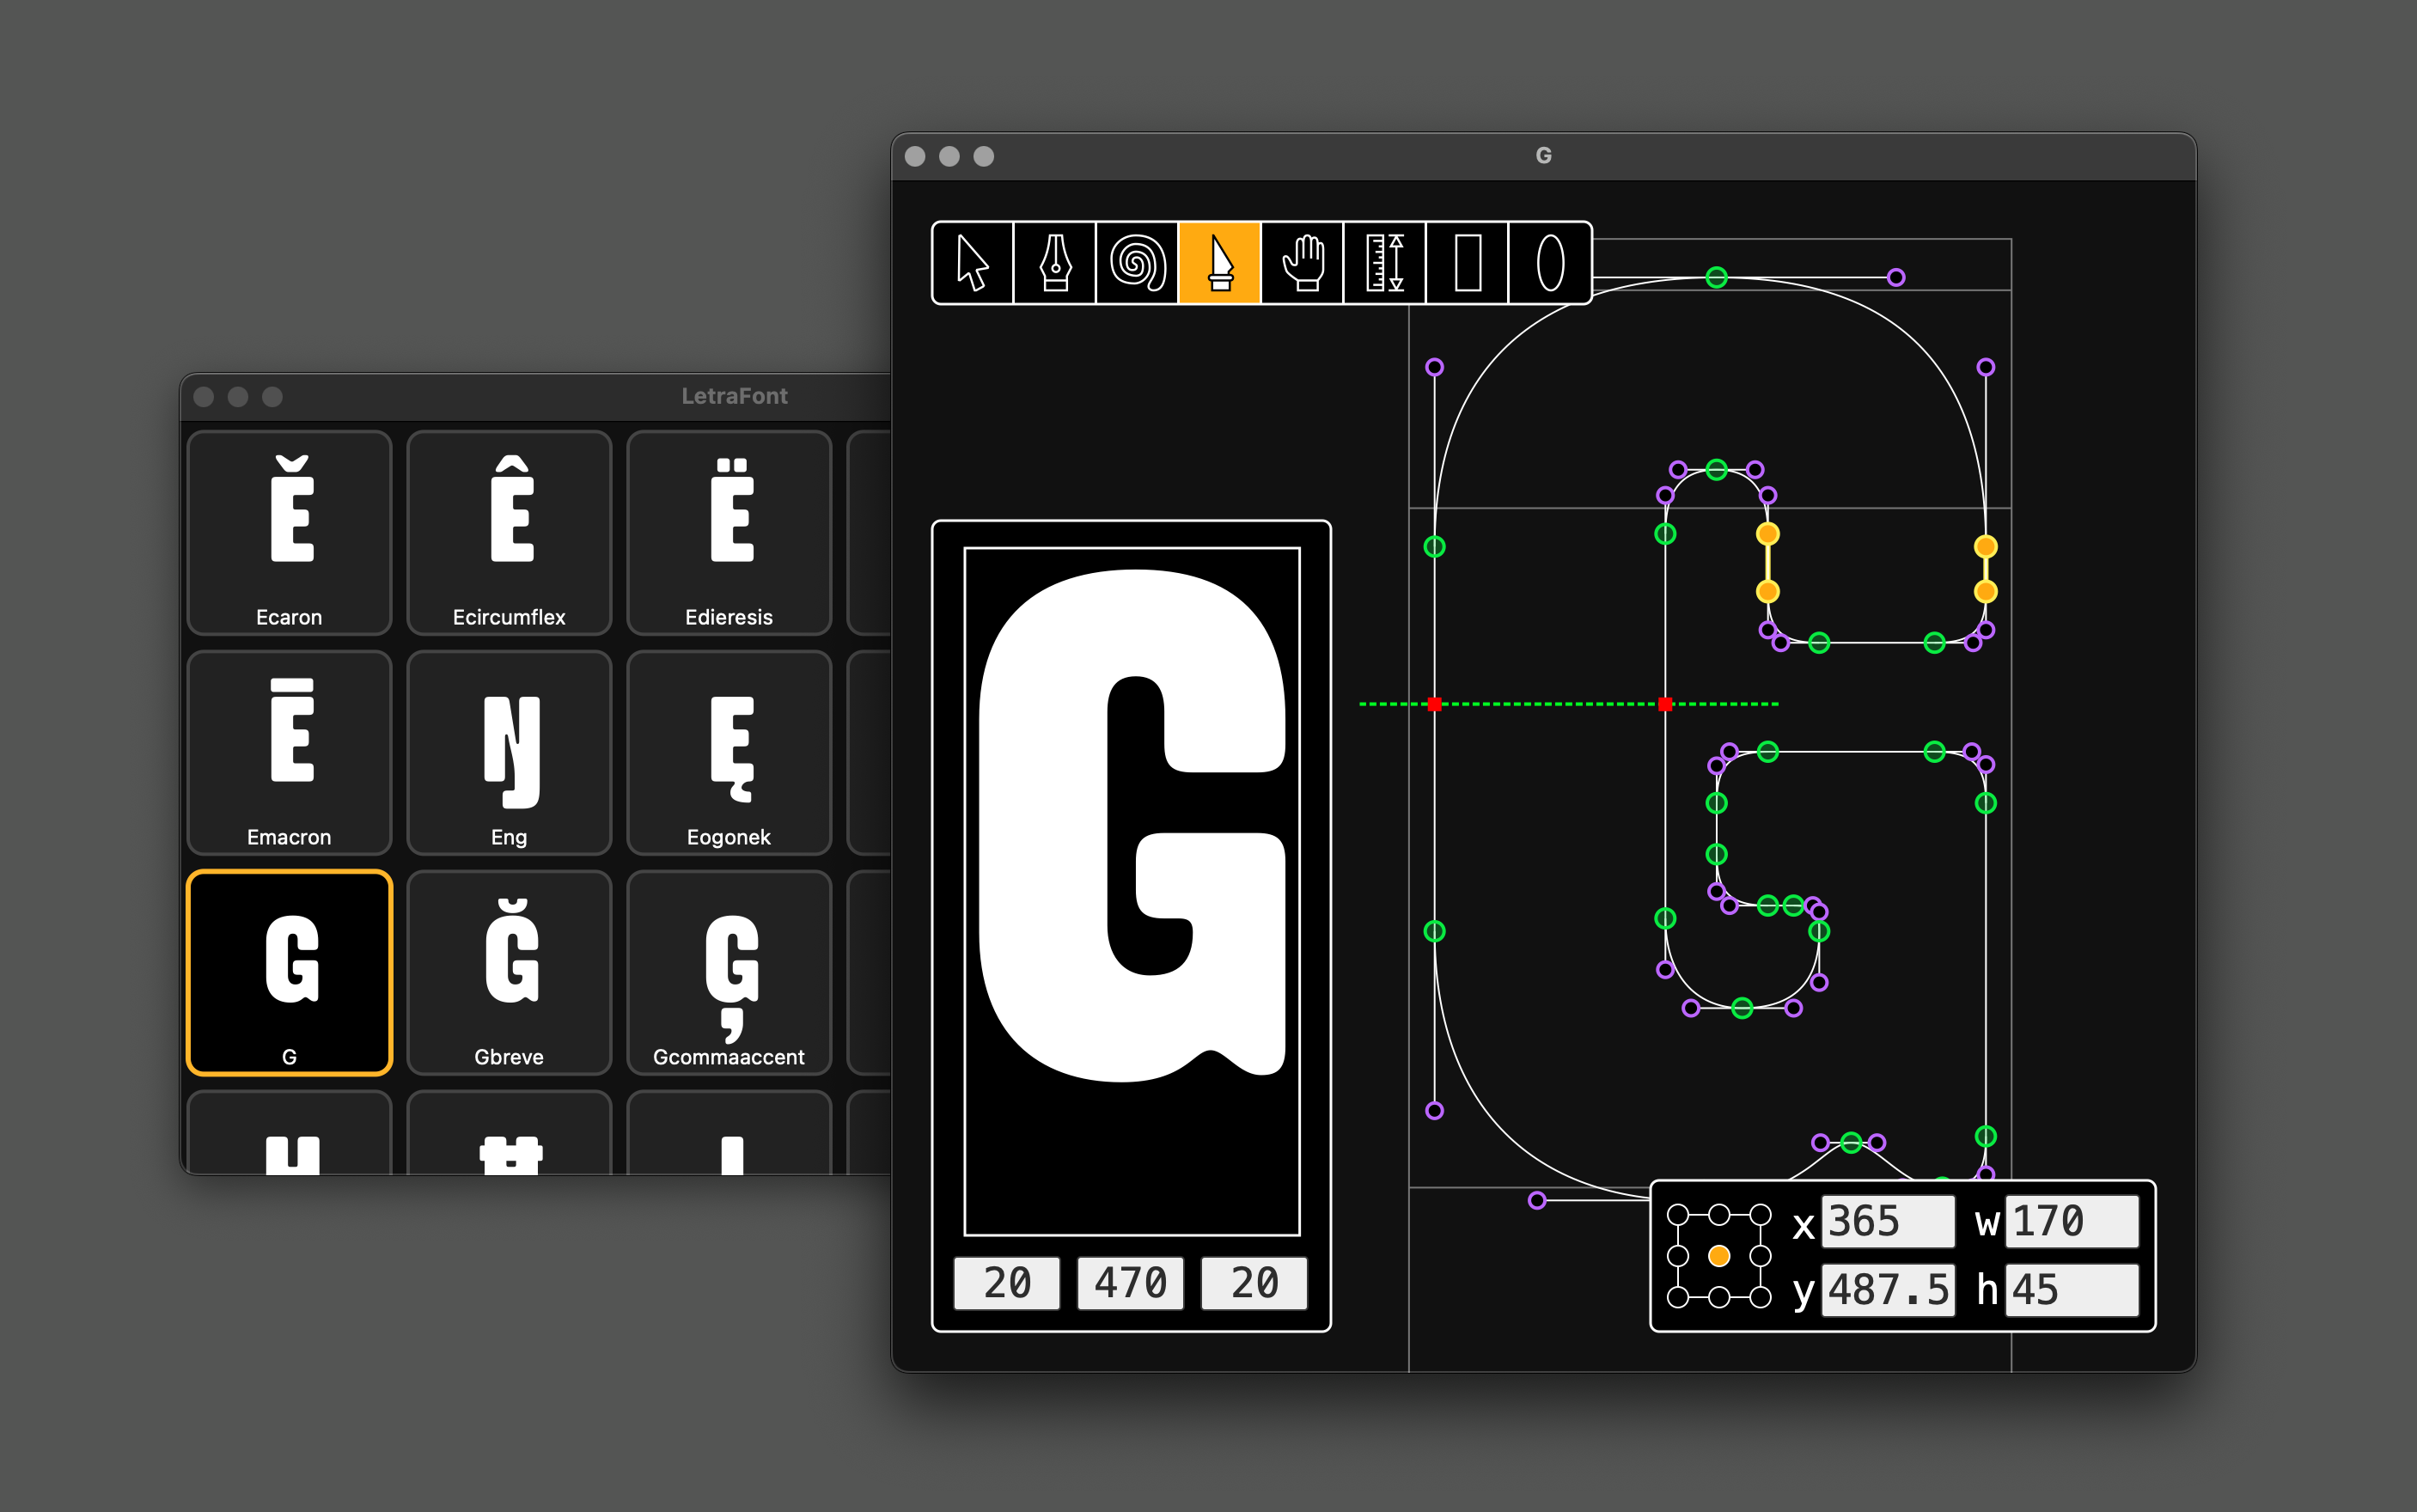 LetraFont
Ě Ê Ë
Ecaron Ecircumflex Edieresis
Ē Ŋ Ę
Emacron Eng Eogonek
G Ğ Ģ
G Gbreve Gcommaaccent
G
G
20 470 20
x 365 w 170
y 487.5 h 45